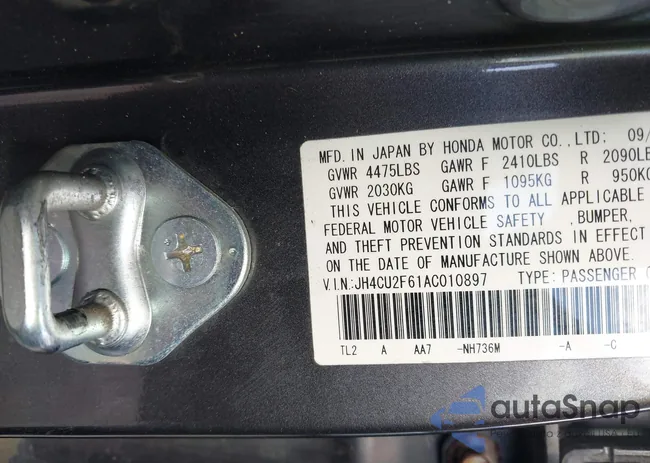 MFD. IN JAPAN BY HONDA MOTOR CO.,LTD: 09/
GVWR 4475LBS GAWR F 2410LBS R 2090LB
GVWR 2030KG GAWR F 1095KG R 950KG
THIS VEHICLE CONFORMS TO ALL APPLICABLE
FEDERAL MOTOR VEHICLE SAFETY ,BUMPER,
AND THEFT PREVENTION STANDARDS IN EFFECT
ON THE DATE OF MANUFACTURE SHOWN ABOVE.
V.I.N:JH4CU2F61AC010897 TYPE: PASSENGER
TL2 A AA7 -NH736M -A -C
autoSnap